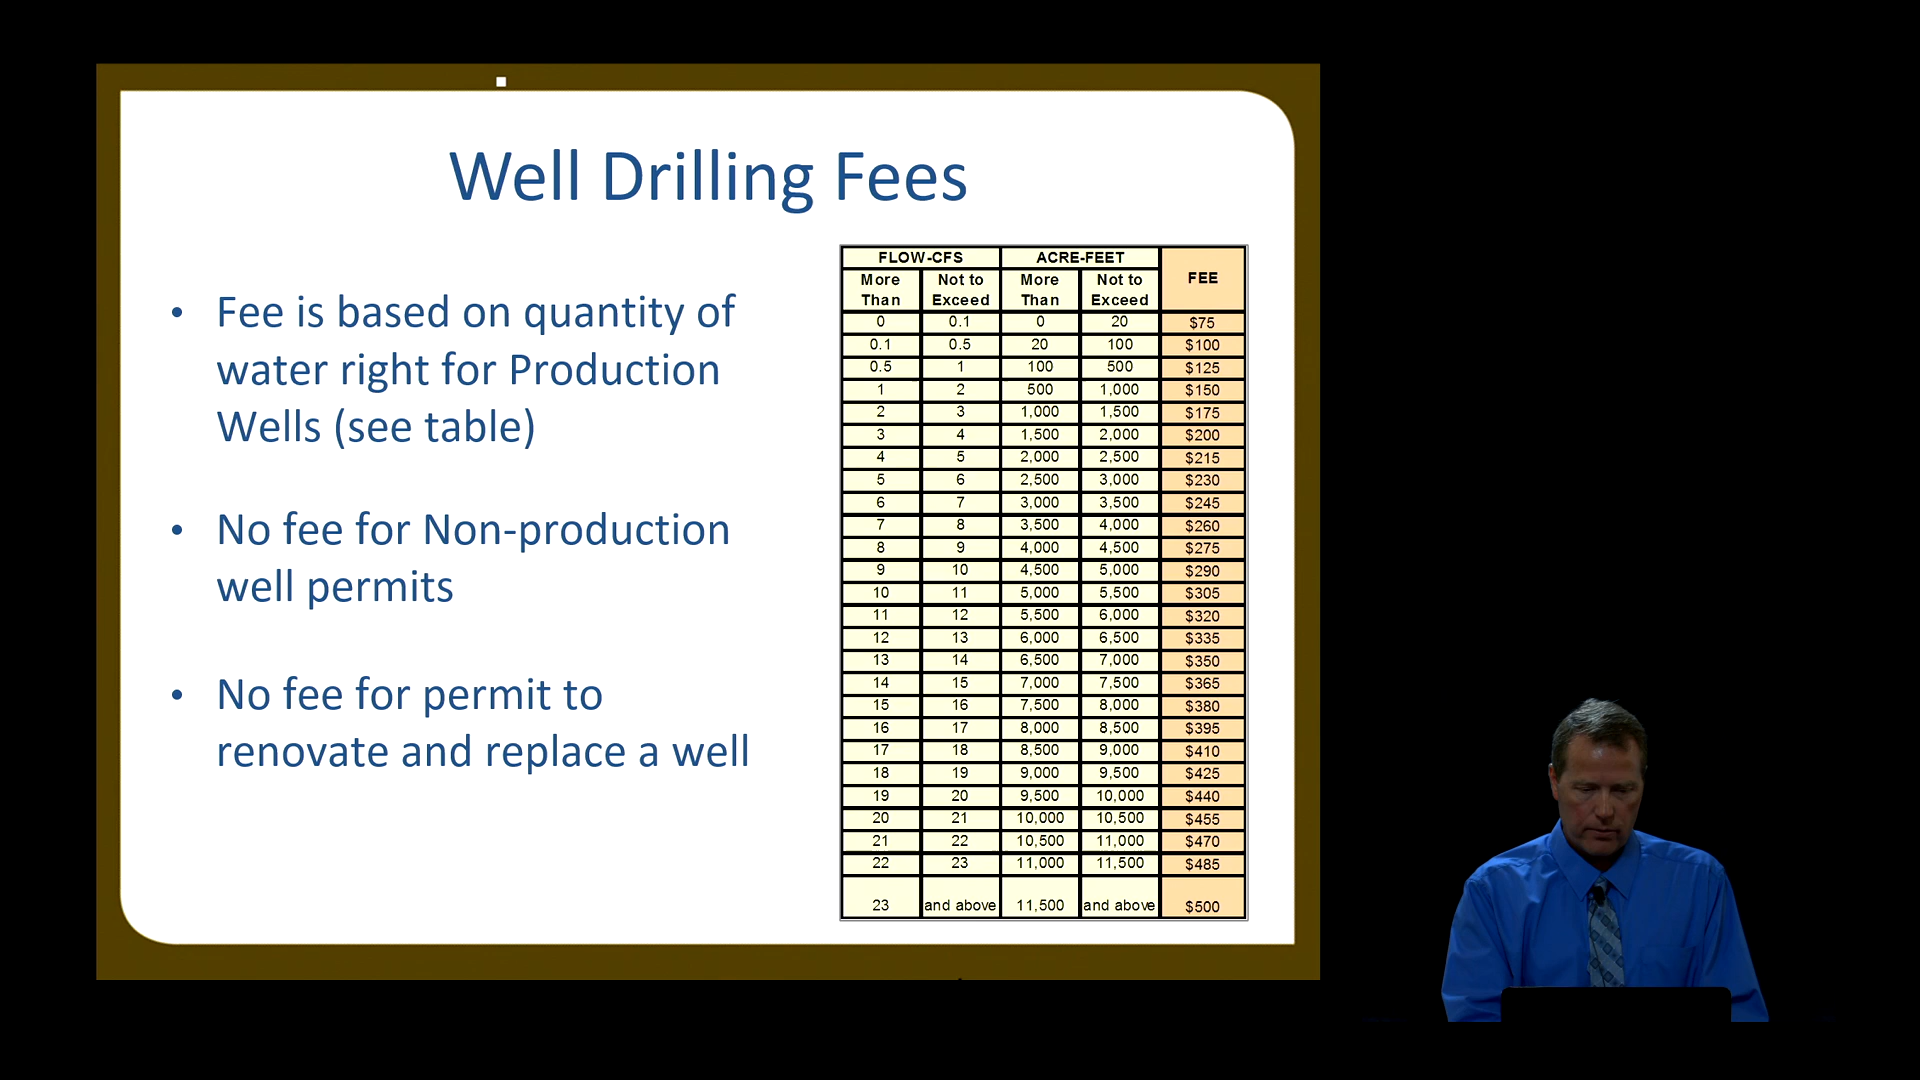 Well Drilling Fees
• Fee is based on quantity of
water right for Production
Wells (see table)
• No fee for Non-production
well permits
• No fee for permit to
renovate and replace a well
FLOW-CFS ACRE-FEET FEE
More Than Not to Exceed More Than Not to Exceed
0 0.1 0 20 $75
0.1 0.5 20 100 $100
0.5 1 100 500 $125
1 2 500 1,000 $150
2 3 1,000 1,500 $175
3 4 1,500 2,000 $200
4 5 2,000 2,500 $215
5 6 2,500 3,000 $230
6 7 3,000 3,500 $245
7 8 3,500 4,000 $260
8 9 4,000 4,500 $275
9 10 4,500 5,000 $290
10 11 5,000 5,500 $305
11 12 5,500 6,000 $320
12 13 6,000 6,500 $335
13 14 6,500 7,000 $350
14 15 7,000 7,500 $365
15 16 7,500 8,000 $380
16 17 8,000 8,500 $395
17 18 8,500 9,000 $410
18 19 9,000 9,500 $425
19 20 9,500 10,000 $440
20 21 10,000 10,500 $455
21 22 10,500 11,000 $470
22 23 11,000 11,500 $485
23 and above 11,500 and above $500